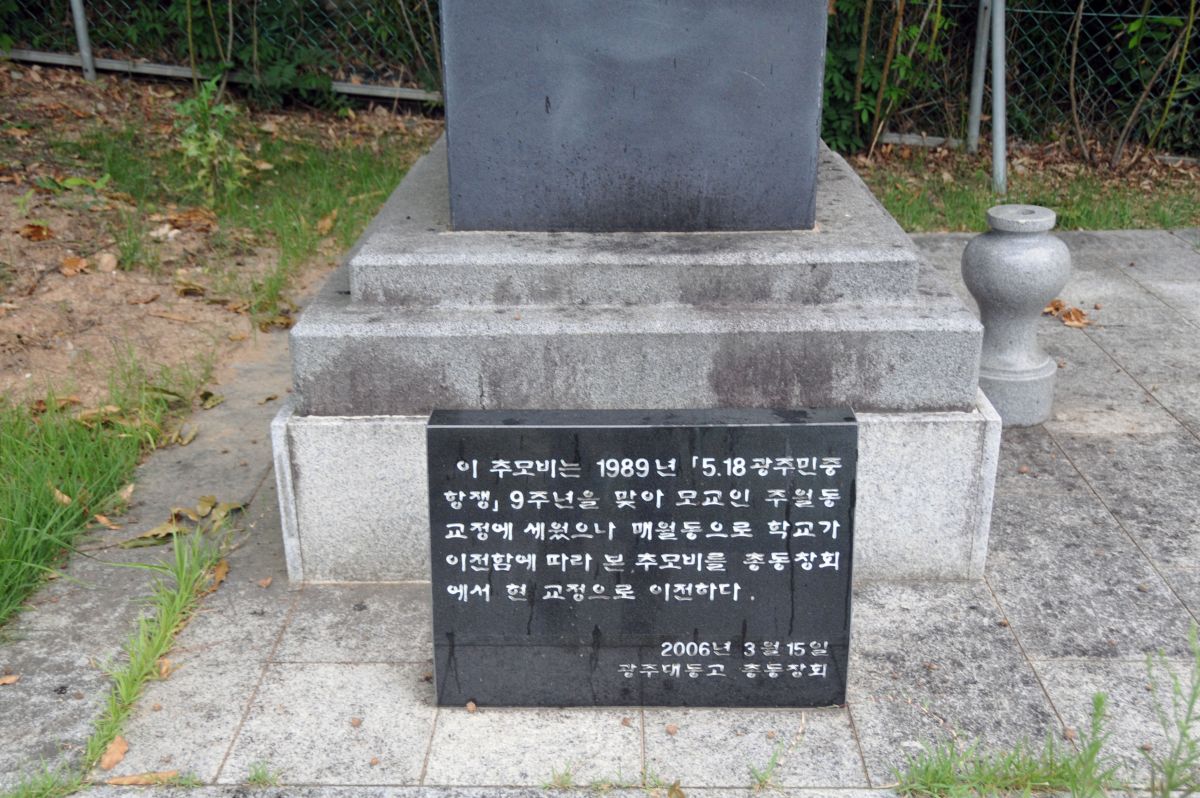 이 추모비는 1989년 「5.18광주민중
항쟁」 9주년을 맞아 모교인 주월동
교정에 세웠으나 매월동으로 학교가
이전함에 따라 본 추모비를 총동창회
에서 현 교정으로 이전하다.
2006년 3월 15일
광주대동고 총동창회